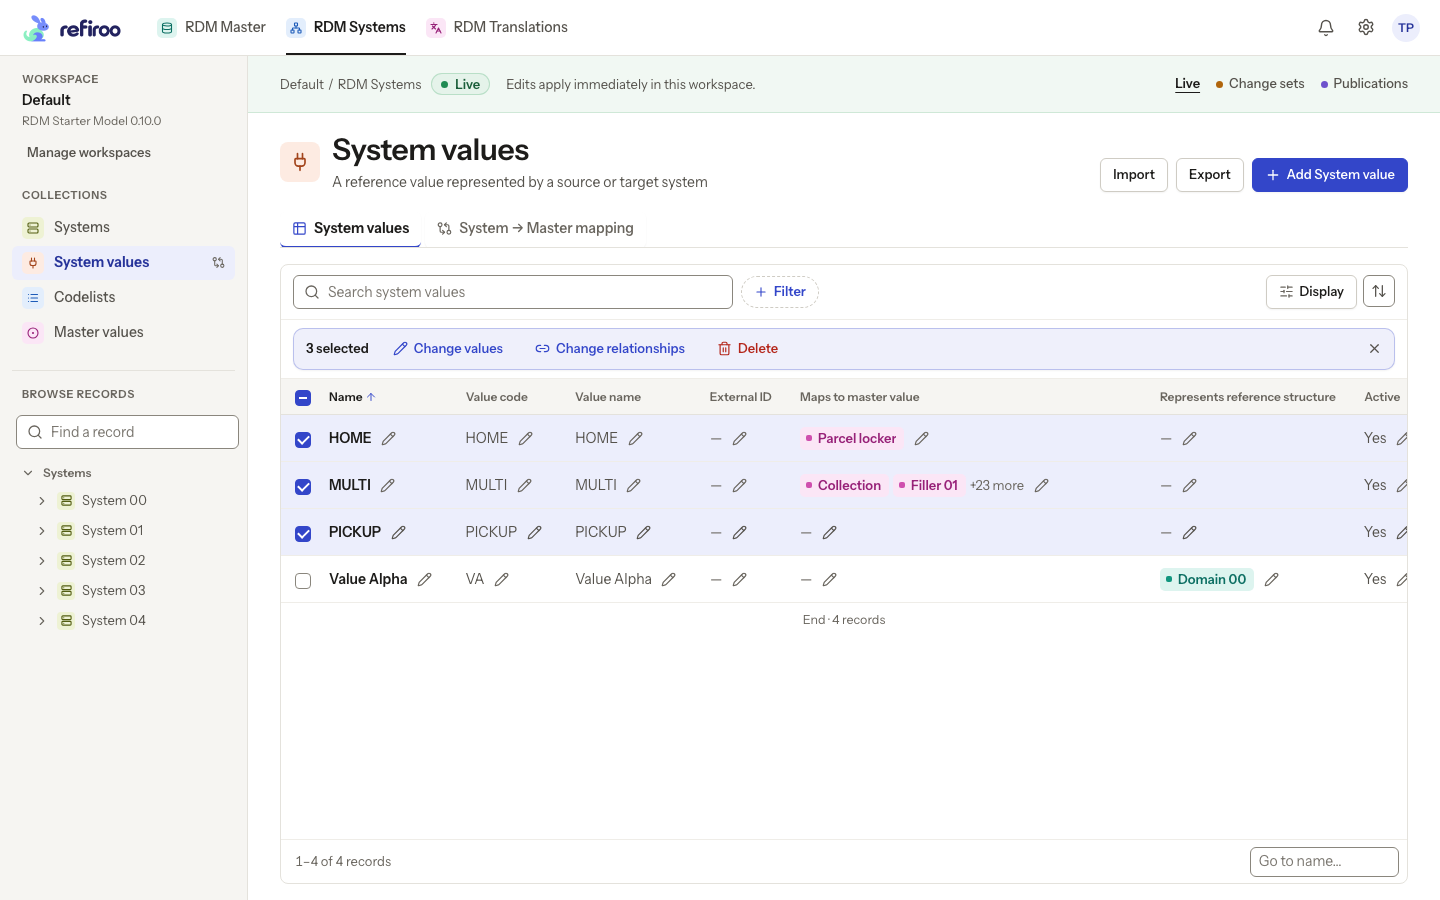 refiroo
RDM Master
RDM Systems
RDM Translations
TP
WORKSPACE
Default
RDM Starter Model 0.10.0
Manage workspaces
COLLECTIONS
Systems
System values
Codelists
Master values
BROWSE RECORDS
Find a record
Systems
System 00
System 01
System 02
System 03
System 04
Default / RDM Systems
Live
Edits apply immediately in this workspace.
Live
Change sets
Publications
System values
A reference value represented by a source or target system
Import
Export
+ Add System value
System values
System → Master mapping
Search system values
+ Filter
Display
3 selected
Change values
Change relationships
Delete
Name ↑ Value code Value name External ID Maps to master value Represents reference structure Active
HOME HOME HOME — Parcel locker — Yes
MULTI MULTI MULTI — Collection Filler 01 +23 more — Yes
PICKUP PICKUP PICKUP — — — Yes
Value Alpha VA Value Alpha — — Domain 00 Yes
End · 4 records
1–4 of 4 records
Go to name...